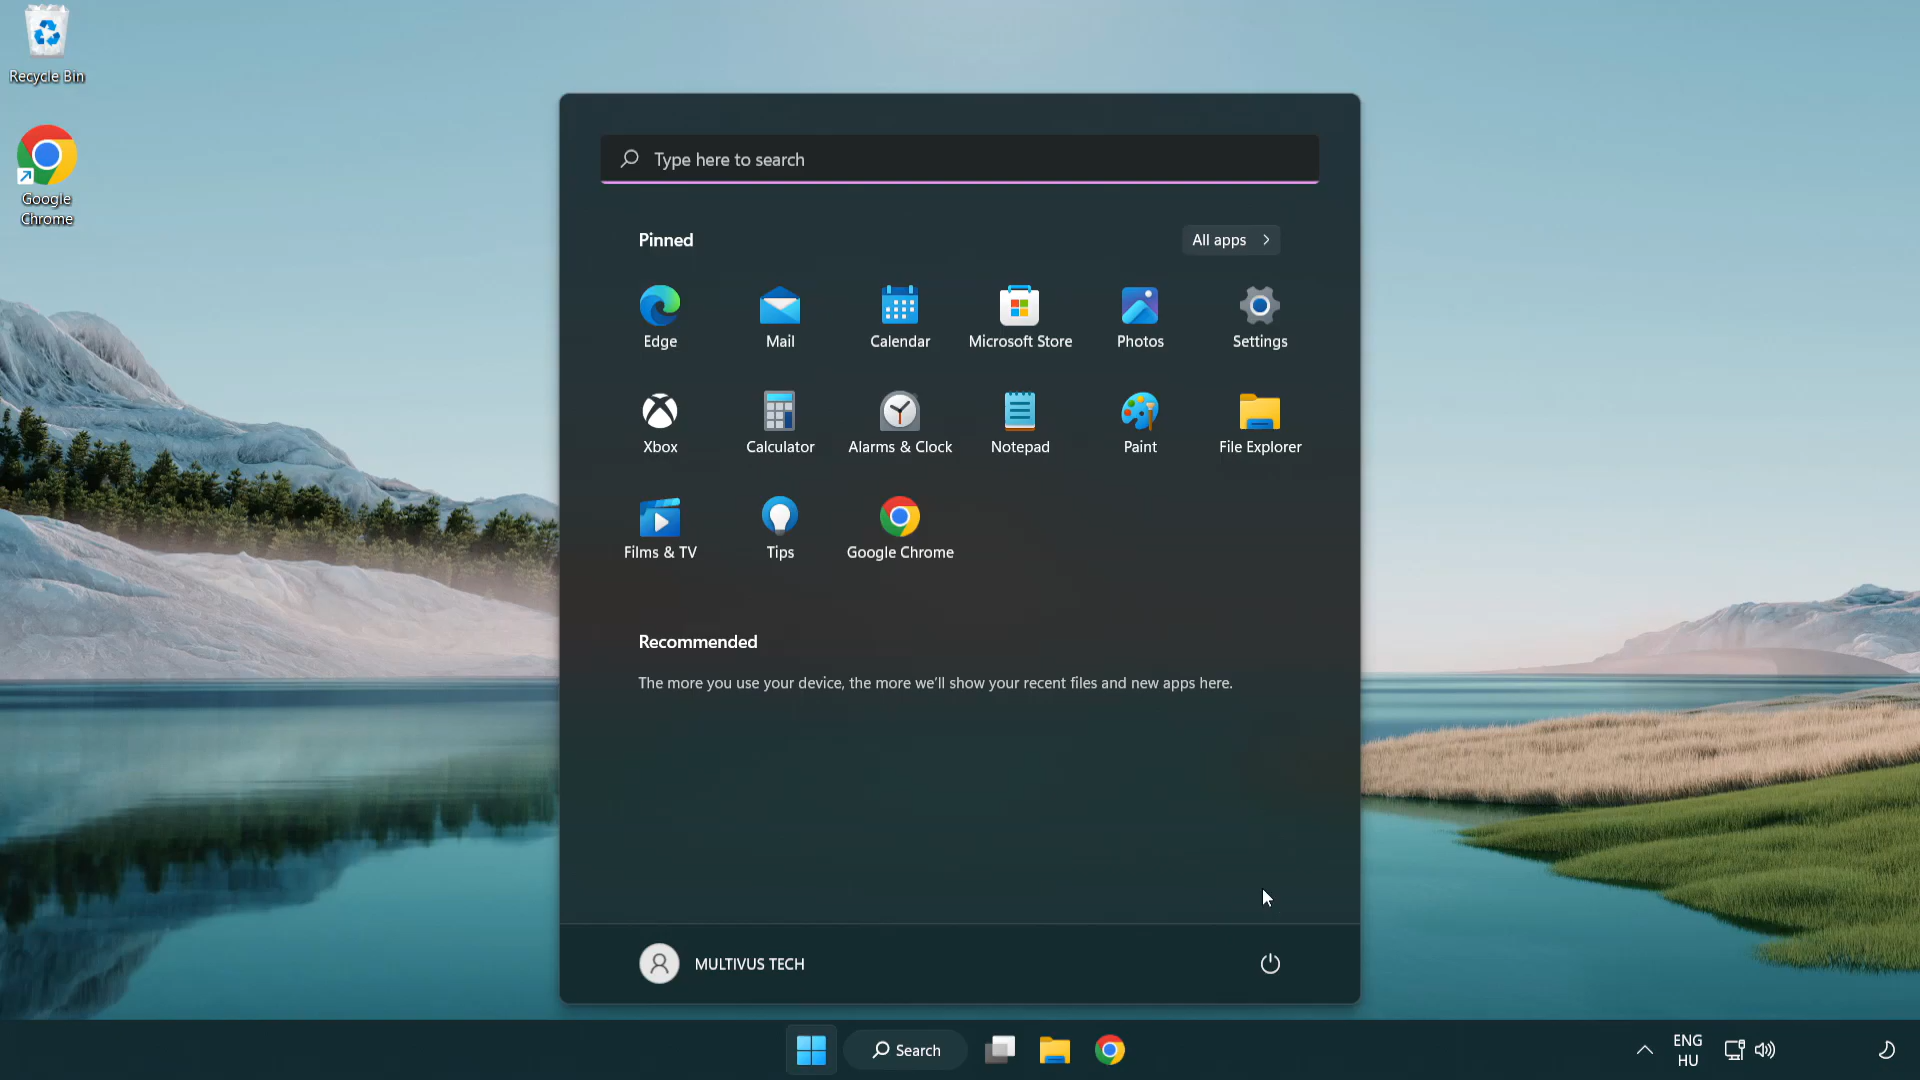 Recycle Bin
Google
Chrome
Type here to search
Pinned
All apps
Edge
Mail
Calendar
Microsoft Store
Photos
Settings
Xbox
Calculator
Alarms & Clock
Notepad
Paint
File Explorer
Films & TV
Tips
Google Chrome
Recommended
The more you use your device, the more we'll show your recent files and new apps here.
MULTIVUS TECH
Search
ENG
HU